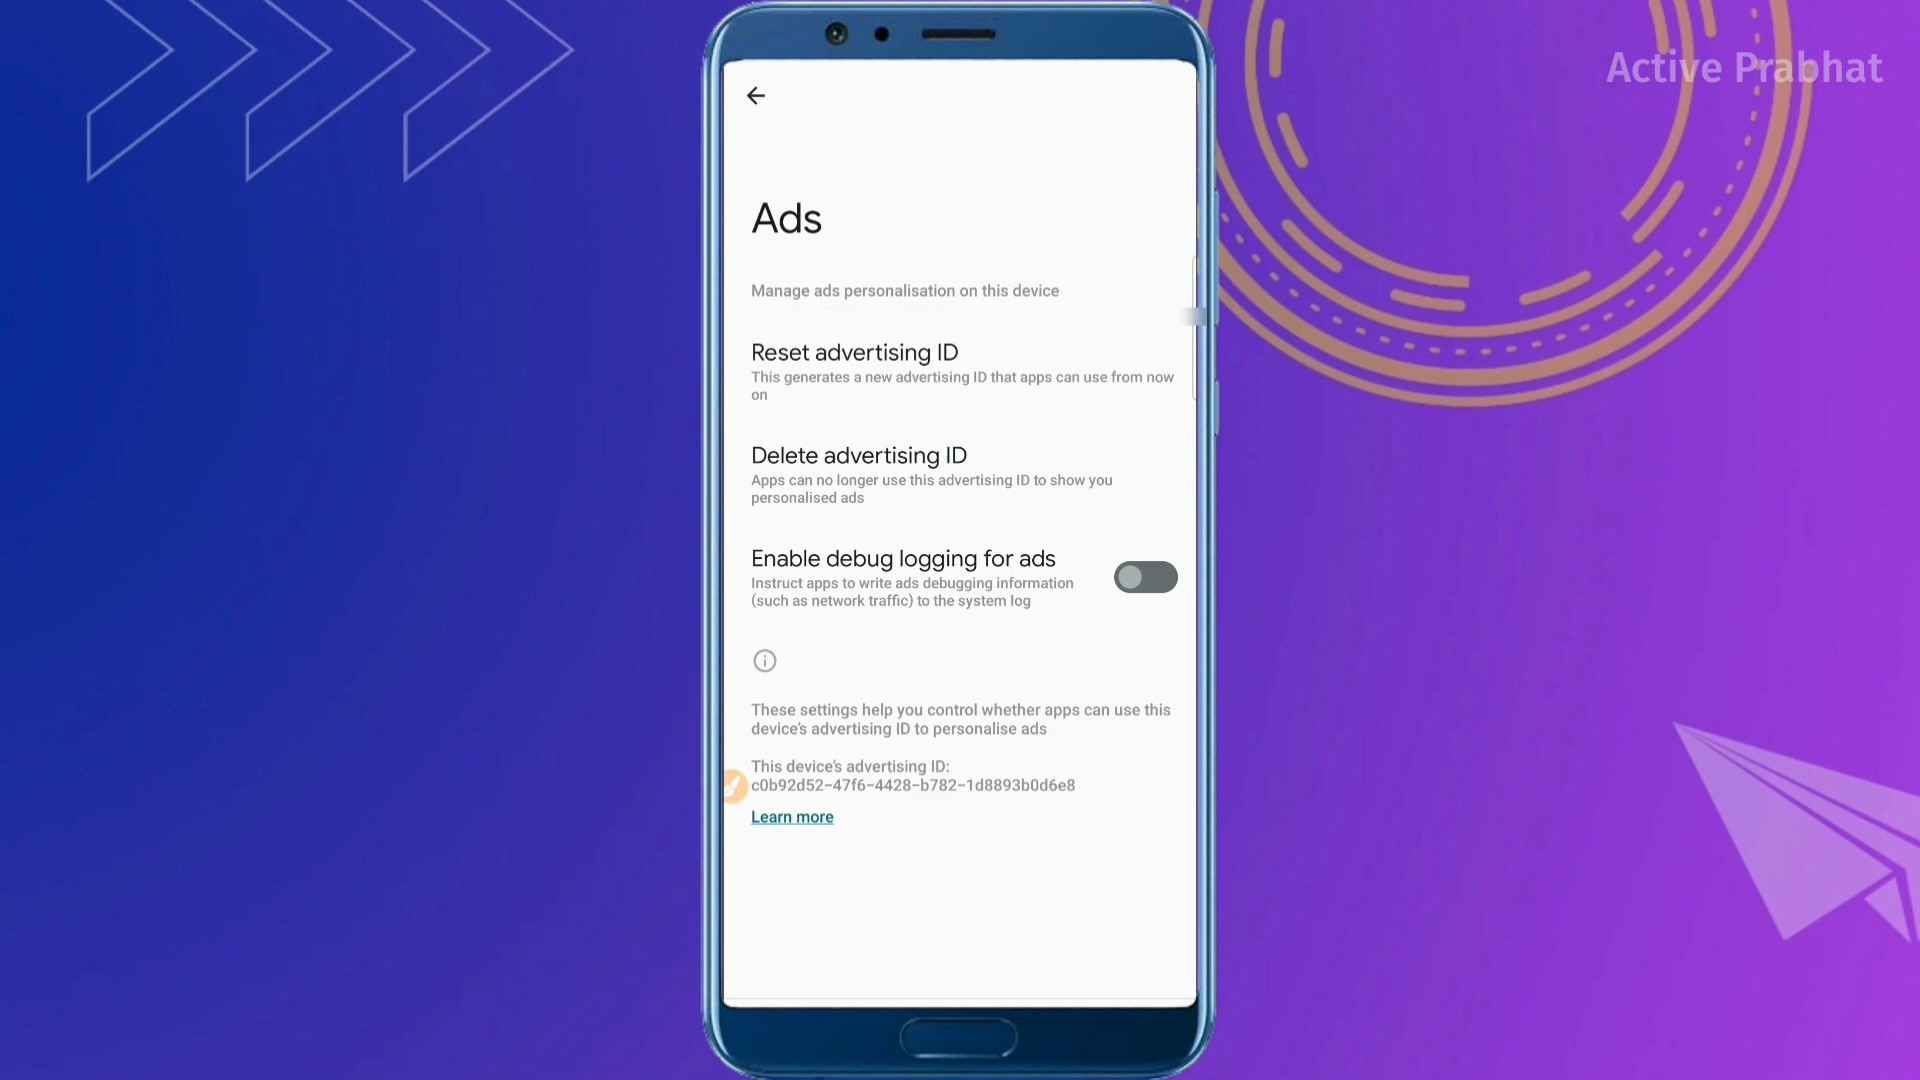 Active Prabhat
Ads
Manage ads personalisation on this device
Reset advertising ID
This generates a new advertising ID that apps can use from now
on
Delete advertising ID
Apps can no longer use this advertising ID to show you
personalised ads
Enable debug logging for ads
Instruct apps to write ads debugging information
(such as network traffic) to the system log
These settings help you control whether apps can use this
device's advertising ID to personalise ads
This device's advertising ID:
c0b92d52-47f6-4428-b782-1d8893b0d6e8
Learn more